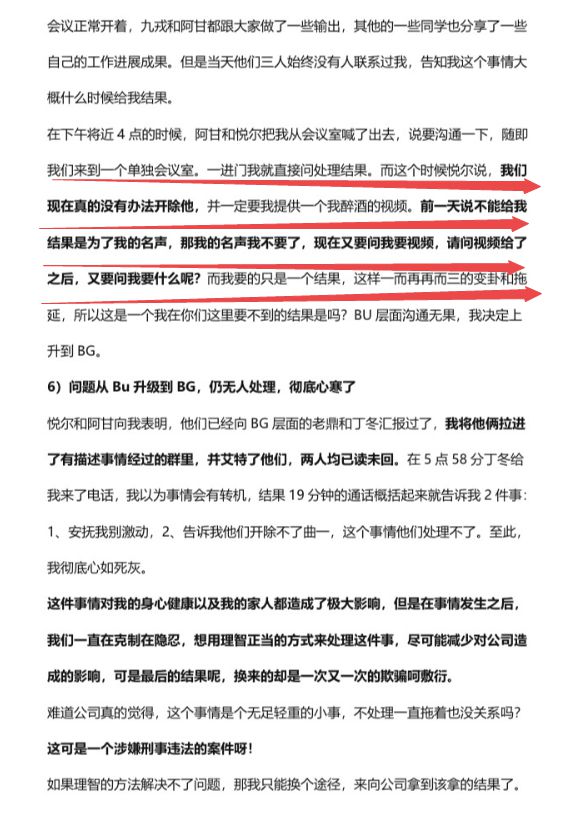 会议正常开着，九戎和阿甘都跟大家做了一些输出，其他的一些同学也分享了一些
自己的工作进展成果。但是当天他们三人始终没有人联系过我，告知我这个事情大
概什么时候给我结果。
在下午将近 4 点的时候，阿甘和悦尔把我从会议室喊了出去，说要沟通一下，随即
我们来到一个单独会议室。一进门我就直接问处理结果。而这个时候悦尔说，我们
现在真的没有办法开除他，并一定要我提供一个我醉酒的视频。前一天说不能给我
结果是为了我的名声，那我的名声我不要了，现在又要问我要视频，请问视频给了
之后，又要问我要什么呢？而我要的只是一个结果，这样一而再再而三的变卦和拖
延，所以这是一个我在你们这里要不到的结果是吗？BU 层面沟通无果，我决定上
升到 BG。
6）问题从 Bu 升级到 BG，仍无人处理，彻底心寒了
悦尔和阿甘向我表明，他们已经向 BG 层面的老鼎和丁冬汇报过了，我将他俩拉进
了有描述事情经过的群里，并艾特了他们，两人均已读未回。在 5 点 58 分丁冬给
我来了电话，我以为事情会有转机，结果 19 分钟的通话概括起来就告诉我 2 件事：
1、安抚我别激动，2、告诉我他们开除不了曲一，这个事情他们处理不了。至此，
我彻底心如死灰。
这件事情对我的身心健康以及我的家人都造成了极大影响，但是在事情发生之后，
我们一直在克制在隐忍，想用理智正当的方式来处理这件事，尽可能减少对公司造
成的影响，可是最后的结果呢，换来的却是一次又一次的欺骗呵敷衍。
难道公司真的觉得，这个事情是个无足轻重的小事，不处理一直拖着也没关系吗？
这可是一个涉嫌刑事违法的案件呀！
如果理智的方法解决不了问题，那我只能换个途径，来向公司拿到该拿的结果了。